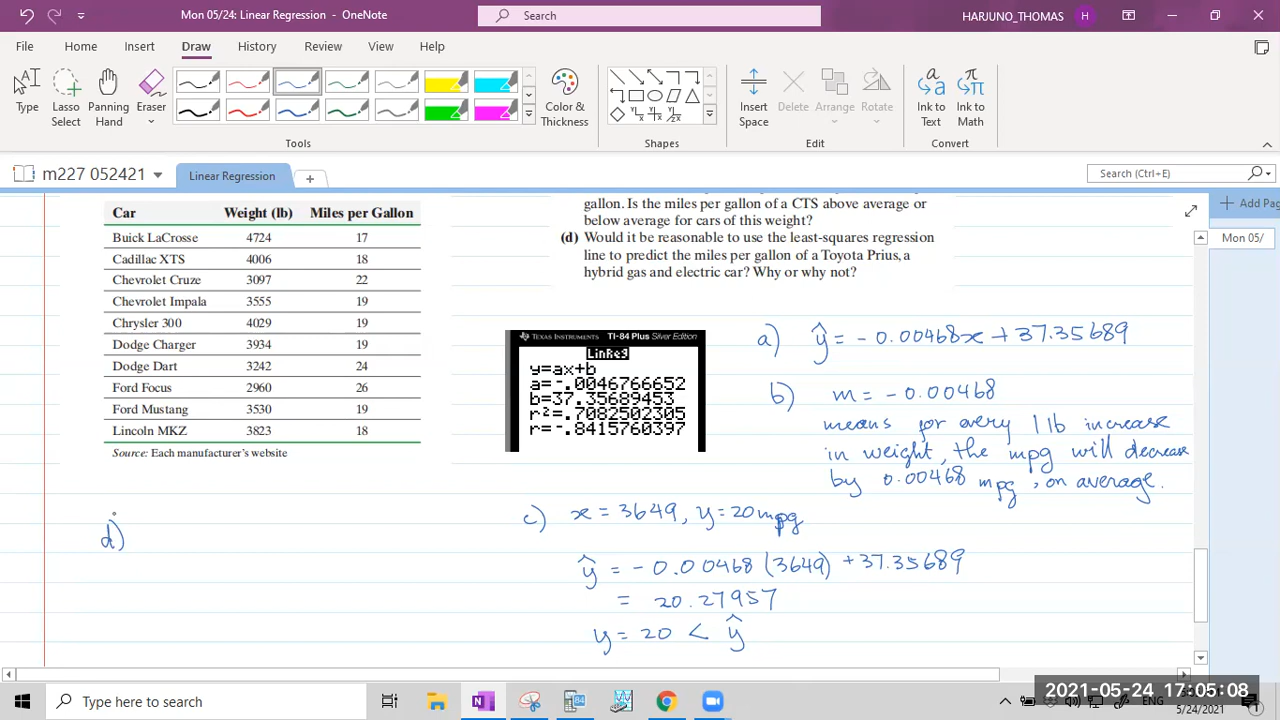 Mon 05/24: Linear Regression - OneNote
Search
HARJUNO_THOMAS
H
File Home Insert Draw History Review View Help
Type
Lasso Select
Panning Hand
Eraser
Color & Thickness
Insert Space
Delete
Arrange
Rotate
Ink to Text
Ink to Math
Tools
Shapes
Edit
Convert
m227 052421
Linear Regression
Search (Ctrl+E)
Add Pag
Mon 05/
Car Weight (lb) Miles per Gallon
Buick LaCrosse 4724 17
Cadillac XTS 4006 18
Chevrolet Cruze 3097 22
Chevrolet Impala 3555 19
Chrysler 300 4029 19
Dodge Charger 3934 19
Dodge Dart 3242 24
Ford Focus 2960 26
Ford Mustang 3530 19
Lincoln MKZ 3823 18
Source: Each manufacturer's website
gallon. Is the miles per gallon of a CTS above average or
below average for cars of this weight?
(d) Would it be reasonable to use the least-squares regression
line to predict the miles per gallon of a Toyota Prius, a
hybrid gas and electric car? Why or why not?
TEXAS INSTRUMENTS TI-84 Plus Silver Edition
LinReg
y=ax+b
a=-.0046766652
b=37.35689453
r²=.7082502305
r=-.8415760397
a) ŷ = -0.00468x + 37.35689
b) m = -0.00468
means for every 1 lb increase
in weight, the mpg will decrease
by 0.00468 mpg, on average.
c) x = 3649, y = 20 mpg
ŷ = -0.00468 (3649) + 37.35689
= 20.27957
y = 20 < ŷ
d)
Type here to search
2021-05-24 17:05:08
5/24/2021